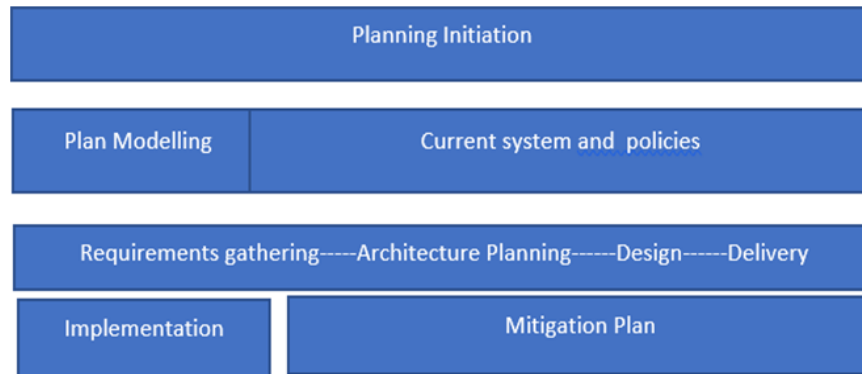 Planning Initiation
Plan Modelling
Current system and policies
Requirements gathering-----Architecture Planning------Design------Delivery
Implementation
Mitigation Plan